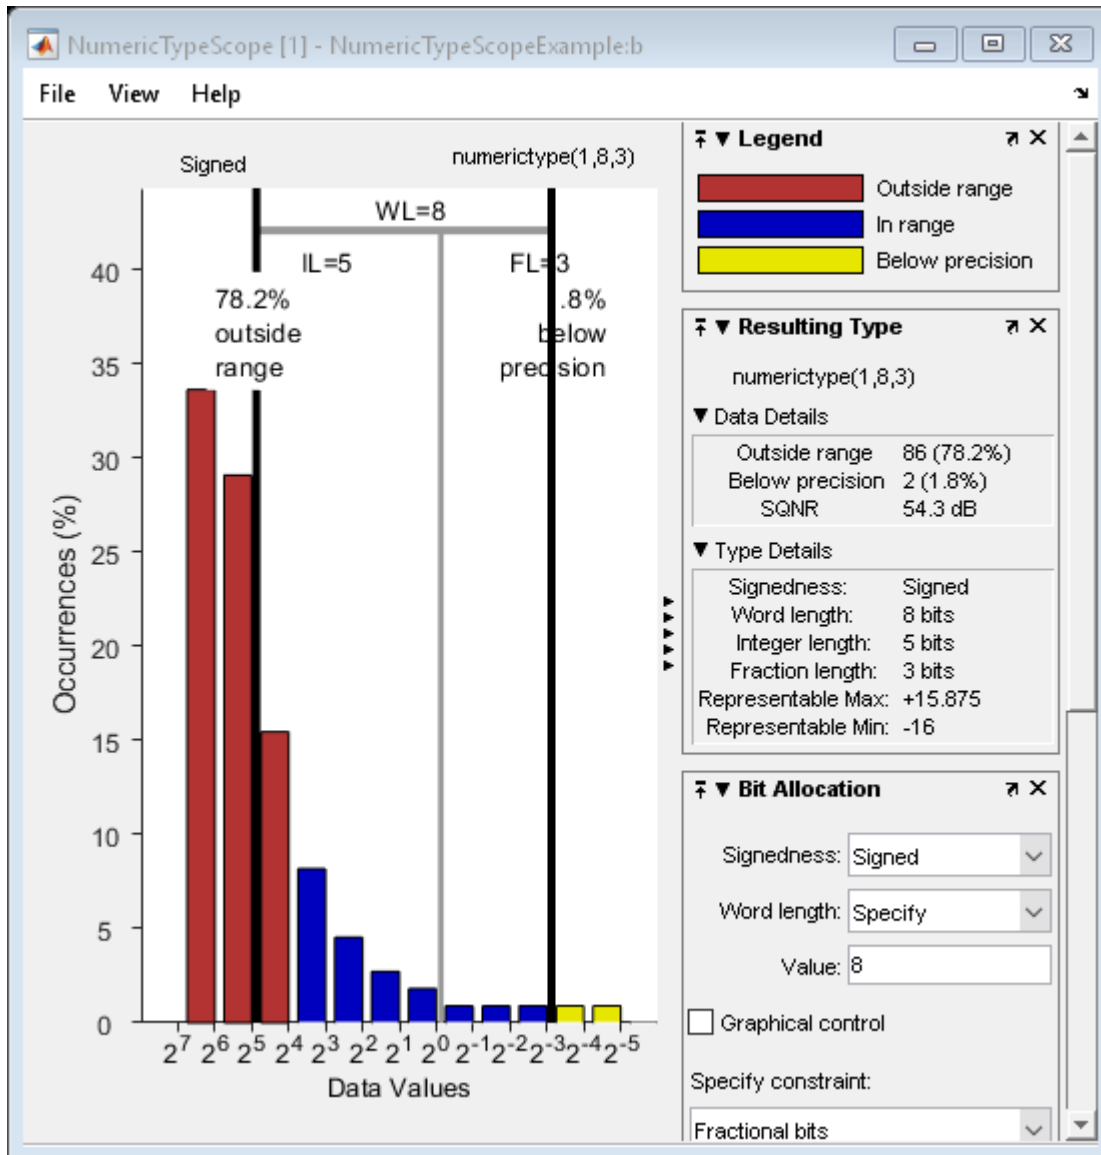 NumericTypeScope [1] - NumericTypeScopeExample:b
File View Help
Signed
numerictype(1,8,3)
WL=8
IL=5
FL=3
78.2%
outside
range
.8%
below
precision
40
35
30
25
20
15
10
5
0
Occurrences (%)
2^7 2^6 2^5 2^4 2^3 2^2 2^1 2^0 2^-1 2^-2 2^-3 2^-4 2^-5
Data Values
Legend
Outside range
In range
Below precision
Resulting Type
numerictype(1,8,3)
Data Details
Outside range 86 (78.2%)
Below precision 2 (1.8%)
SQNR 54.3 dB
Type Details
Signedness: Signed
Word length: 8 bits
Integer length: 5 bits
Fraction length: 3 bits
Representable Max: +15.875
Representable Min: -16
Bit Allocation
Signedness: Signed
Word length: Specify
Value: 8
Graphical control
Specify constraint:
Fractional bits